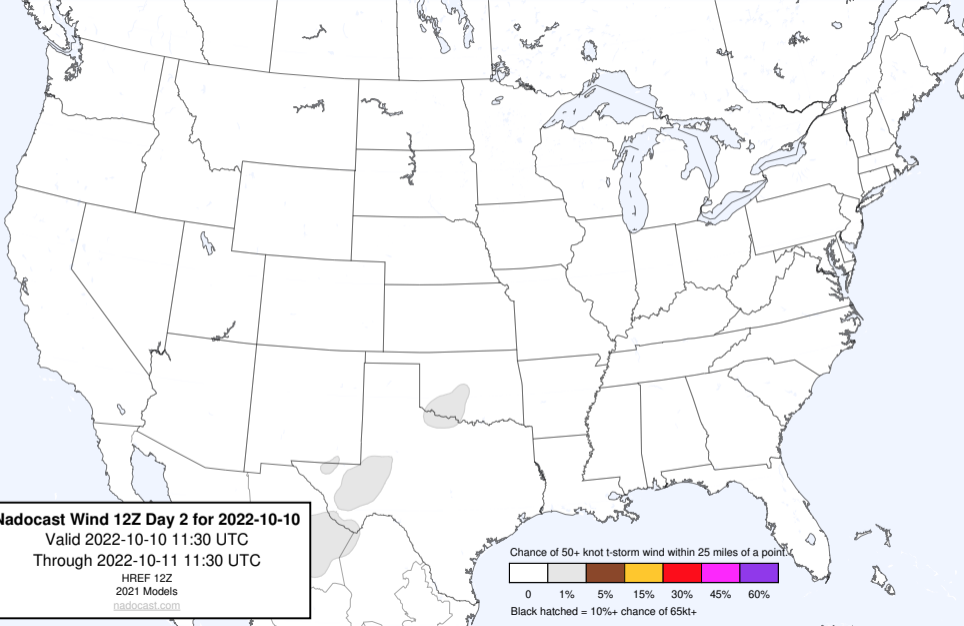 Nadocast Wind 12Z Day 2 for 2022-10-10
Valid 2022-10-10 11:30 UTC
Through 2022-10-11 11:30 UTC
HREF 12Z
2021 Models
nadocast.com
Chance of 50+ knot t-storm wind within 25 miles of a point.
0 1% 5% 15% 30% 45% 60%
Black hatched = 10%+ chance of 65kt+